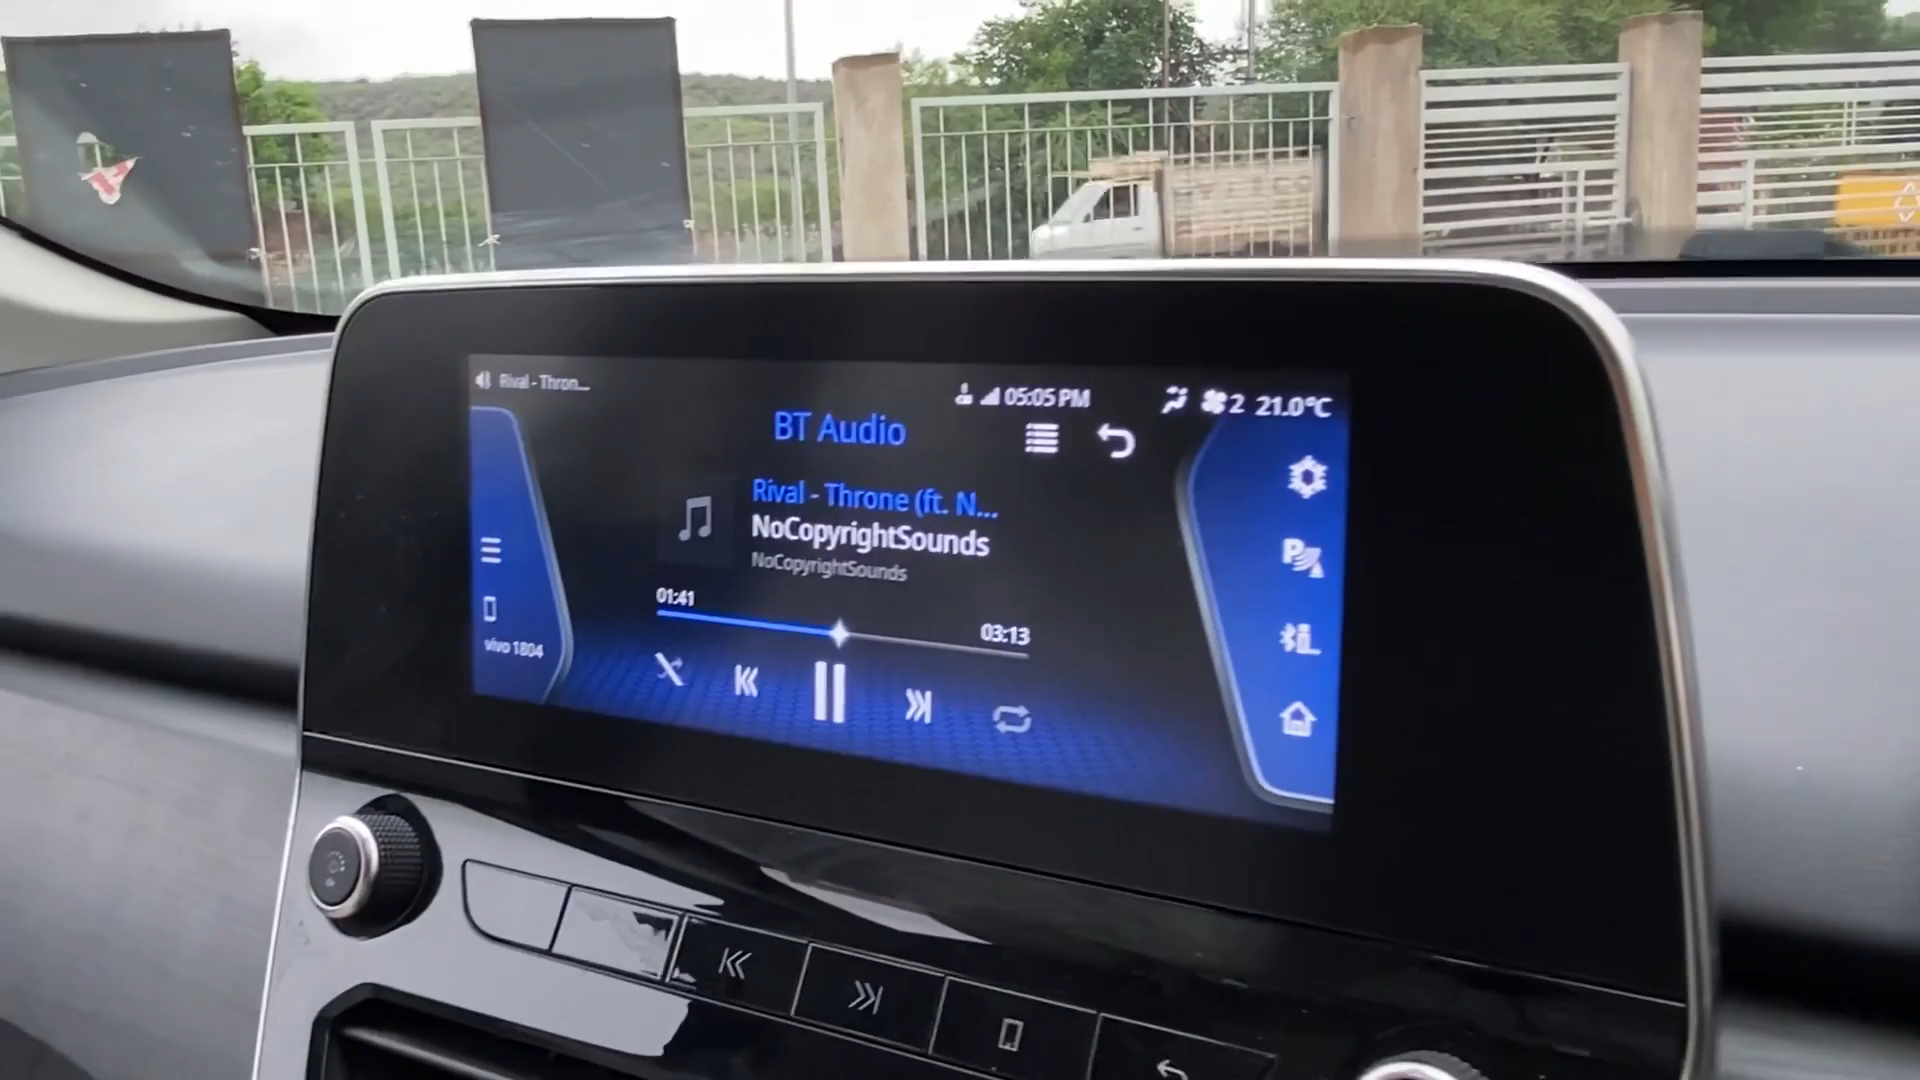 Rival - Thron...
05:05 PM
2 21.0°C
BT Audio
Rival - Throne (ft. N...
NoCopyrightSounds
NoCopyrightSounds
01:41
03:13
vivo 1804